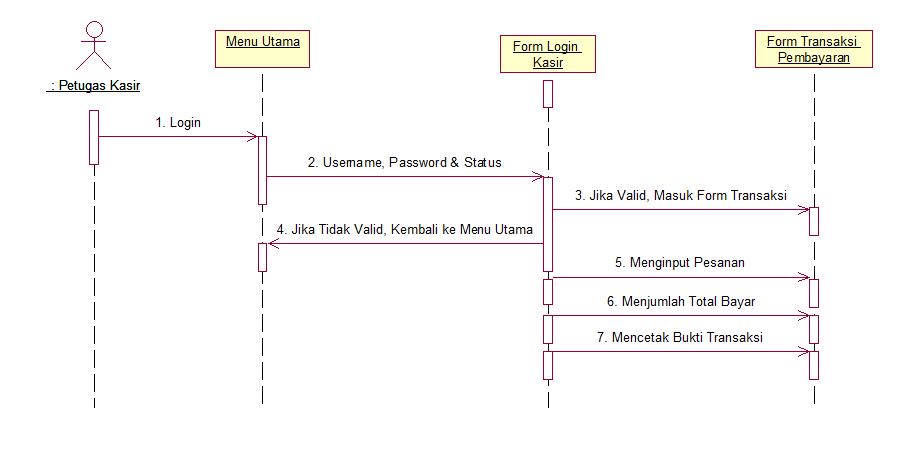 Menu Utama
Form Login
Kasir
Form Transaksi
Pembayaran
: Petugas Kasir
1. Login
2. Username, Password & Status
3. Jika Valid, Masuk Form Transaksi
4. Jika Tidak Valid, Kembali ke Menu Utama
5. Menginput Pesanan
6. Menjumlah Total Bayar
7. Mencetak Bukti Transaksi